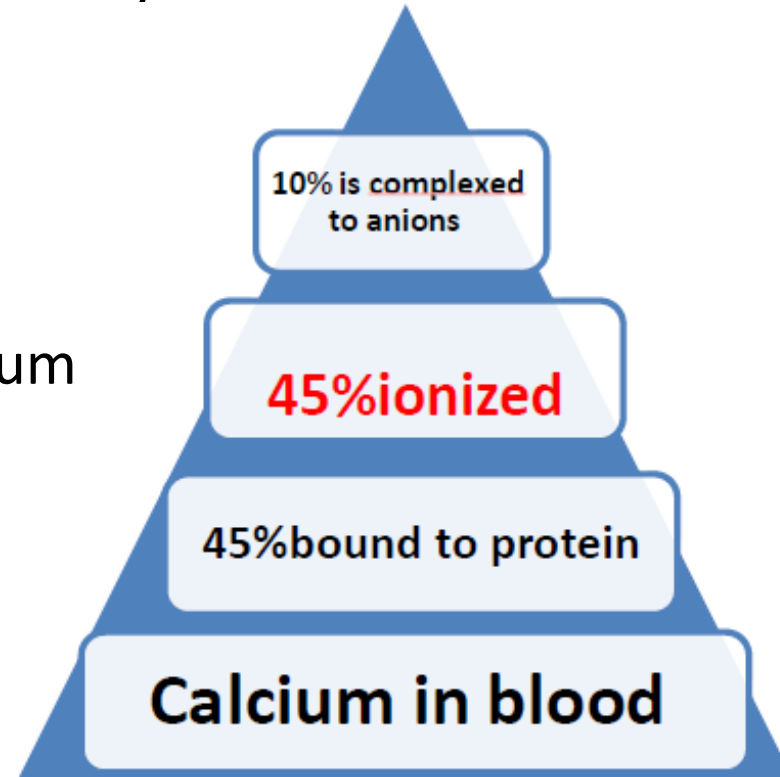 10% is complexed
to anions
um
45%ionized
45%bound to protein
Calcium in blood